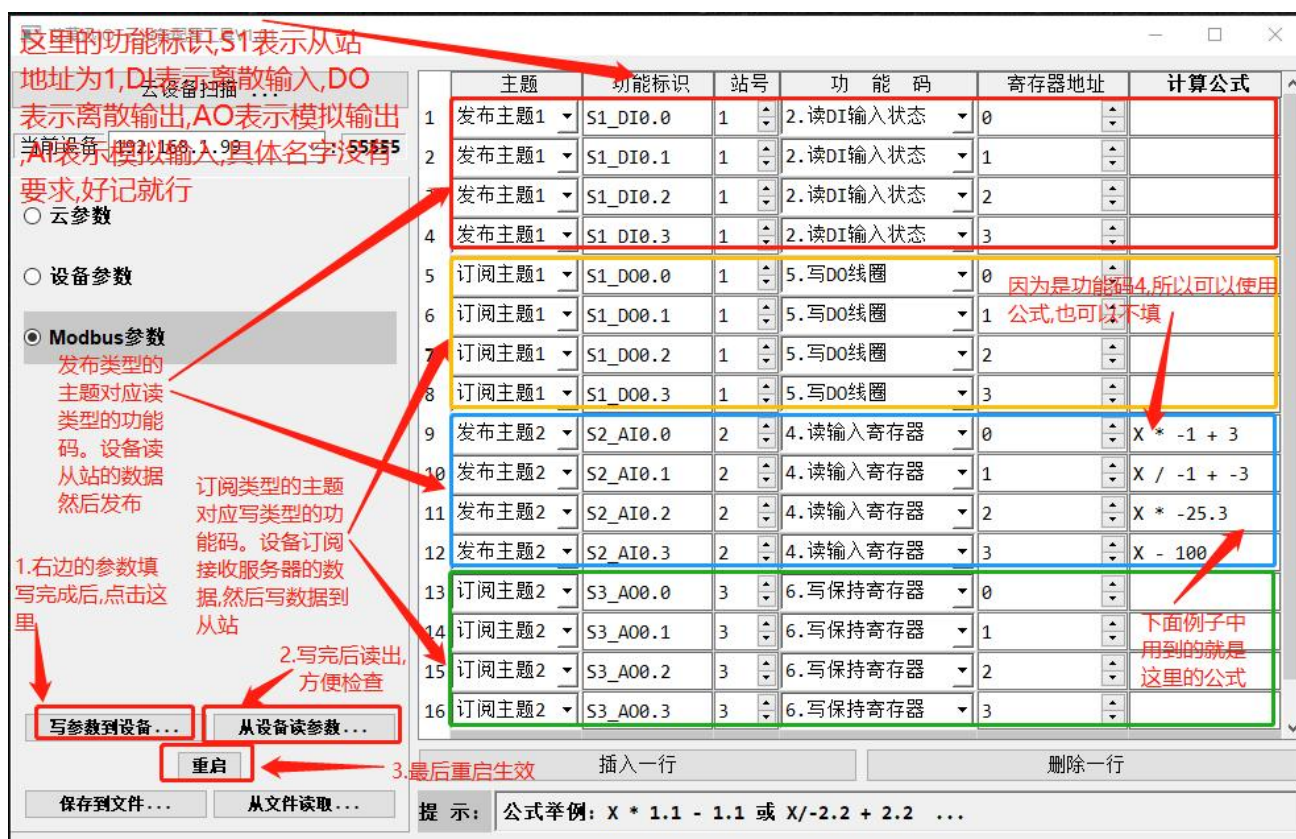 这里的功能标识,S1表示从站
地址为1,DI表示离散输入,DO
表示离散输出,AO表示模拟输出
,AI表示模拟输入,具体名字没有
要求,好记就行
云设备扫描 ...
当前设备 192.168.1.99 : 55555
云参数
设备参数
Modbus参数
发布类型的
主题对应读
类型的功能
码。设备读
从站的数据
然后发布
订阅类型的主题
对应写类型的功
能码。设备订阅
接收服务器的数
据,然后写数据到
从站
1.右边的参数填
写完成后,点击这
里
2.写完后读出,
方便检查
写参数到设备... 从设备读参数...
重启
3.最后重启生效
保存到文件... 从文件读取...
主题 功能标识 站号 功 能 码 寄存器地址 计算公式
1 发布主题1 S1_DI0.0 1 2.读DI输入状态 0
2 发布主题1 S1_DI0.1 1 2.读DI输入状态 1
3 发布主题1 S1_DI0.2 1 2.读DI输入状态 2
4 发布主题1 S1_DI0.3 1 2.读DI输入状态 3
5 订阅主题1 S1_DO0.0 1 5.写DO线圈 0
6 订阅主题1 S1_DO0.1 1 5.写DO线圈 1
7 订阅主题1 S1_DO0.2 1 5.写DO线圈 2
8 订阅主题1 S1_DO0.3 1 5.写DO线圈 3
9 发布主题2 S2_AI0.0 2 4.读输入寄存器 0 X * -1 + 3
10 发布主题2 S2_AI0.1 2 4.读输入寄存器 1 X / -1 + -3
11 发布主题2 S2_AI0.2 2 4.读输入寄存器 2 X * -25.3
12 发布主题2 S2_AI0.3 2 4.读输入寄存器 3 X - 100
13 订阅主题2 S3_AO0.0 3 6.写保持寄存器 0
14 订阅主题2 S3_AO0.1 3 6.写保持寄存器 1
15 订阅主题2 S3_AO0.2 3 6.写保持寄存器 2
16 订阅主题2 S3_AO0.3 3 6.写保持寄存器 3
因为是功能码4,所以可以使用
公式,也可以不填
下面例子中
用到的就是
这里的公式
插入一行 删除一行
提 示: 公式举例: X * 1.1 - 1.1 或 X/-2.2 + 2.2 ...